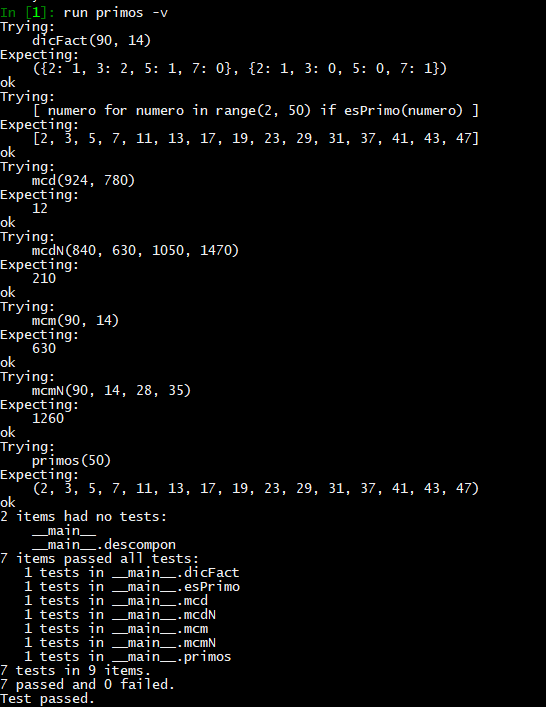 In [1]: run primos -v
Trying:
    dicFact(90, 14)
Expecting:
    ({2: 1, 3: 2, 5: 1, 7: 0}, {2: 1, 3: 0, 5: 0, 7: 1})
ok
Trying:
    [ numero for numero in range(2, 50) if esPrimo(numero) ]
Expecting:
    [2, 3, 5, 7, 11, 13, 17, 19, 23, 29, 31, 37, 41, 43, 47]
ok
Trying:
    mcd(924, 780)
Expecting:
    12
ok
Trying:
    mcdN(840, 630, 1050, 1470)
Expecting:
    210
ok
Trying:
    mcm(90, 14)
Expecting:
    630
ok
Trying:
    mcmN(90, 14, 28, 35)
Expecting:
    1260
ok
Trying:
    primos(50)
Expecting:
    (2, 3, 5, 7, 11, 13, 17, 19, 23, 29, 31, 37, 41, 43, 47)
ok
2 items had no tests:
    __main__
    __main__.descompon
7 items passed all tests:
   1 tests in __main__.dicFact
   1 tests in __main__.esPrimo
   1 tests in __main__.mcd
   1 tests in __main__.mcdN
   1 tests in __main__.mcm
   1 tests in __main__.mcmN
   1 tests in __main__.primos
7 tests in 9 items.
7 passed and 0 failed.
Test passed.